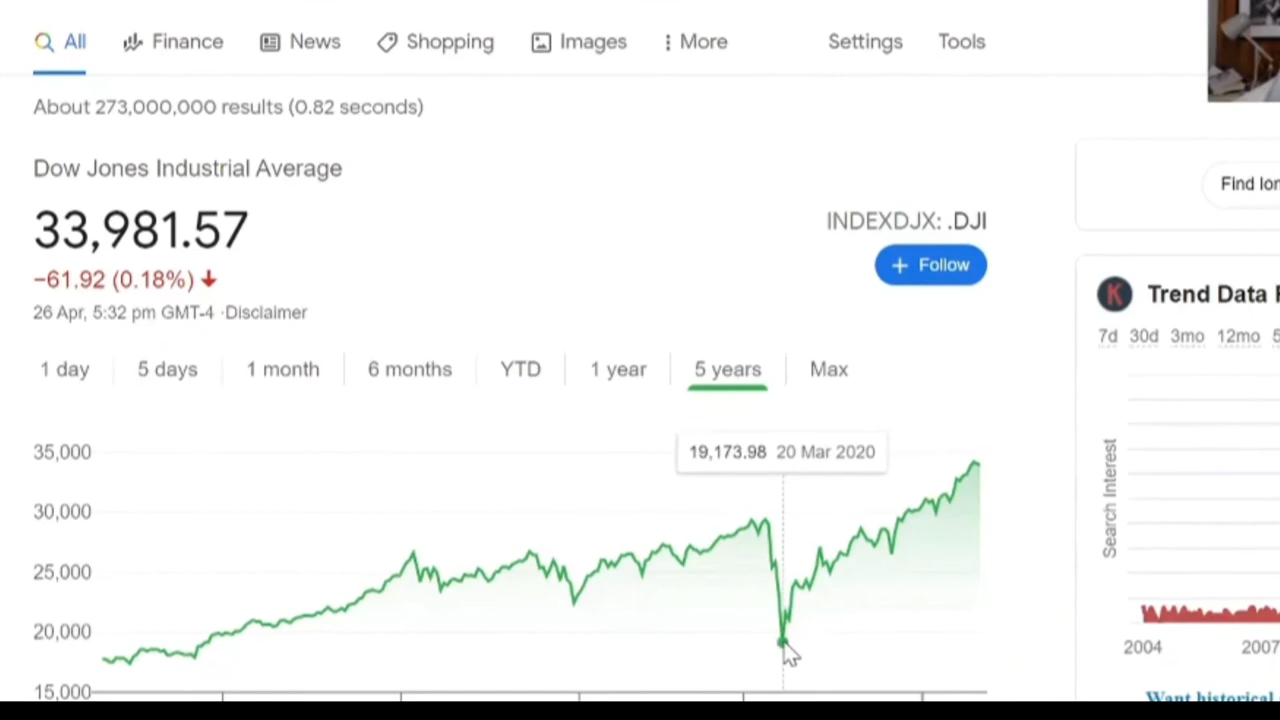 All Finance News Shopping Images More Settings Tools
About 273,000,000 results (0.82 seconds)
Dow Jones Industrial Average
33,981.57
INDEXDJX: .DJI
−61.92 (0.18%)
+ Follow
26 Apr, 5:32 pm GMT-4 ·Disclaimer
1 day 5 days 1 month 6 months YTD 1 year 5 years Max
35,000
19,173.98 20 Mar 2020
30,000
25,000
20,000
15,000
Find
K Trend Data
7d 30d 3mo 12mo
Search Interest
2004 2007
Want historical